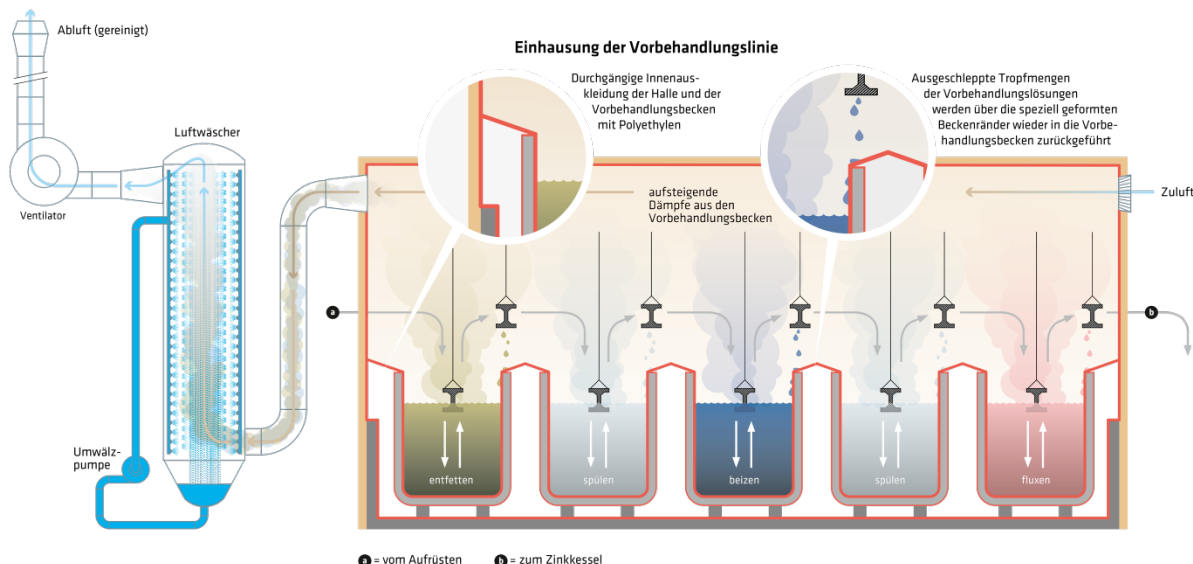 Abluft (gereinigt)
Einhausung der Vorbehandlungslinie
Durchgängige Innenaus-
kleidung der Halle und der
Vorbehandlungsbecken
mit Polyethylen
Ausgeschleppte Tropfmengen
der Vorbehandlungslösungen
werden über die speziell geformten
Beckenränder wieder in die Vorbe-
handlungsbecken zurückgeführt
Luftwäscher
Ventilator
aufsteigende
Dämpfe aus den
Vorbehandlungsbecken
Zuluft
a
b
Umwälz-
pumpe
entfetten
spülen
beizen
spülen
fluxen
a = vom Aufrüsten
b = zum Zinkkessel